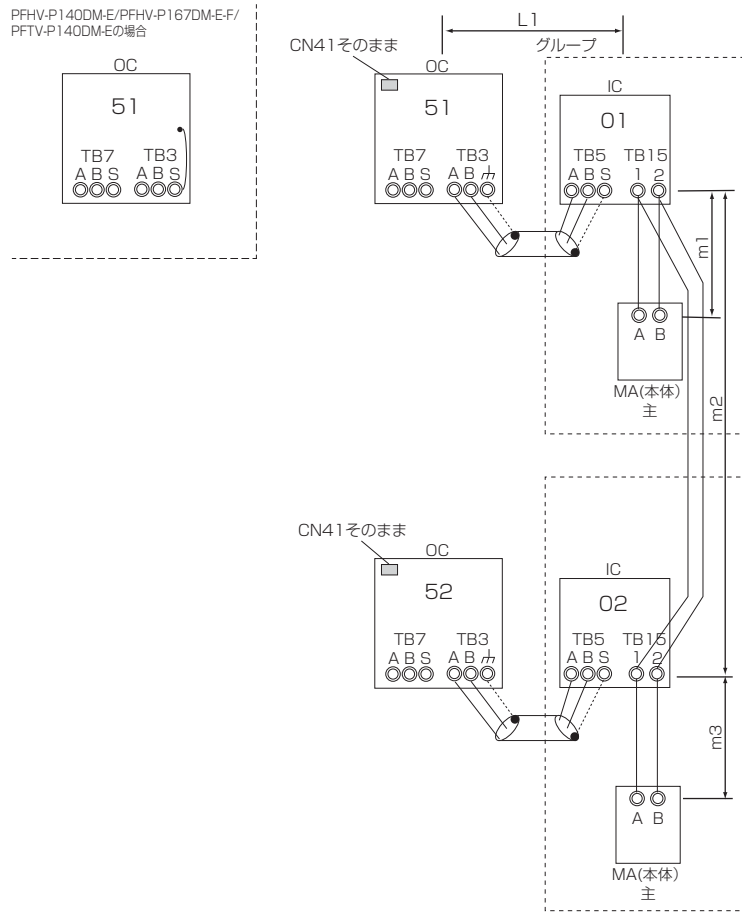 PFHV-P140DM-E/PFHV-P167DM-E-F/
PFTV-P140DM-Eの場合
OC
51
TB7 TB3
A B S A B S
L1
CN41そのまま
グループ
OC
51
TB7 TB3
A B S A B
IC
01
TB5 TB15
A B S 1 2
m1
A B
MA(本体)
主
m2
CN41そのまま
OC
52
TB7 TB3
A B S A B
IC
02
TB5 TB15
A B S 1 2
m3
A B
MA(本体)
主